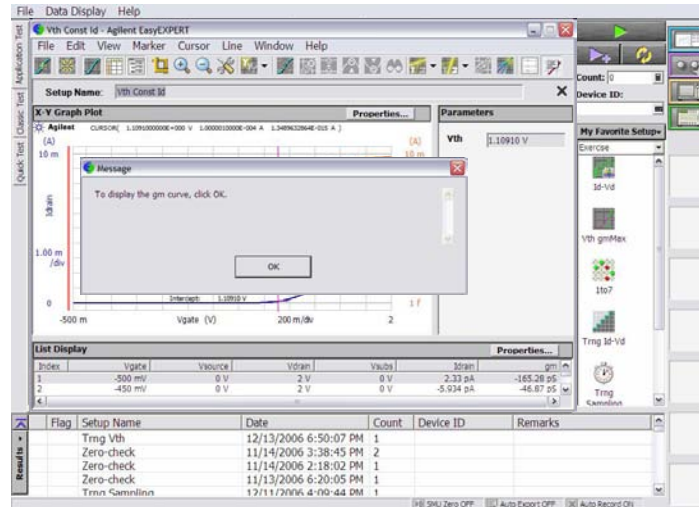 File Data Display Help
Vth Const Id - Agilent EasyEXPERT
File Edit View Marker Cursor Line Window Help
Setup Name: Vth Const Id
X-Y Graph Plot Properties... Parameters
Agilent CURSOR( 1.1091000000E+000 V 1.0000010000E-004 A )
(A) (A)
10 m 10 m
Vth 1.10910 V
Message
To display the gm curve, click OK.
OK
Idrain
1.00 m
/div
Intercept: 1.10910 V
0 1 f
-500 m Vgate (V) 200 m/div 2
List Display Properties...
Index Vgate Vsource Vdrain Vsubs Idrain gm
1 -500 mV 0 V 2 V 0 V 2.33 pA -165.28 pS
2 -450 mV 0 V 2 V 0 V -5.934 pA -46.87 pS
Application Test
Classic Test
Quick Test
Count: 0
Device ID:
My Favorite Setup
Exercise
Id-Vd
Vth gmMax
1to7
Trng Id-Vd
Trng
Sampling
Results
Flag Setup Name Date Count Device ID Remarks
Trng Vth 12/13/2006 6:50:07 PM 1
Zero-check 11/14/2006 3:38:45 PM 2
Zero-check 11/14/2006 2:18:02 PM 1
Zero-check 11/13/2006 6:20:05 PM 1
Trng Sampling 12/11/2006 4:09:44 PM 1
SMU Zero OFF Auto Export OFF Auto Record ON